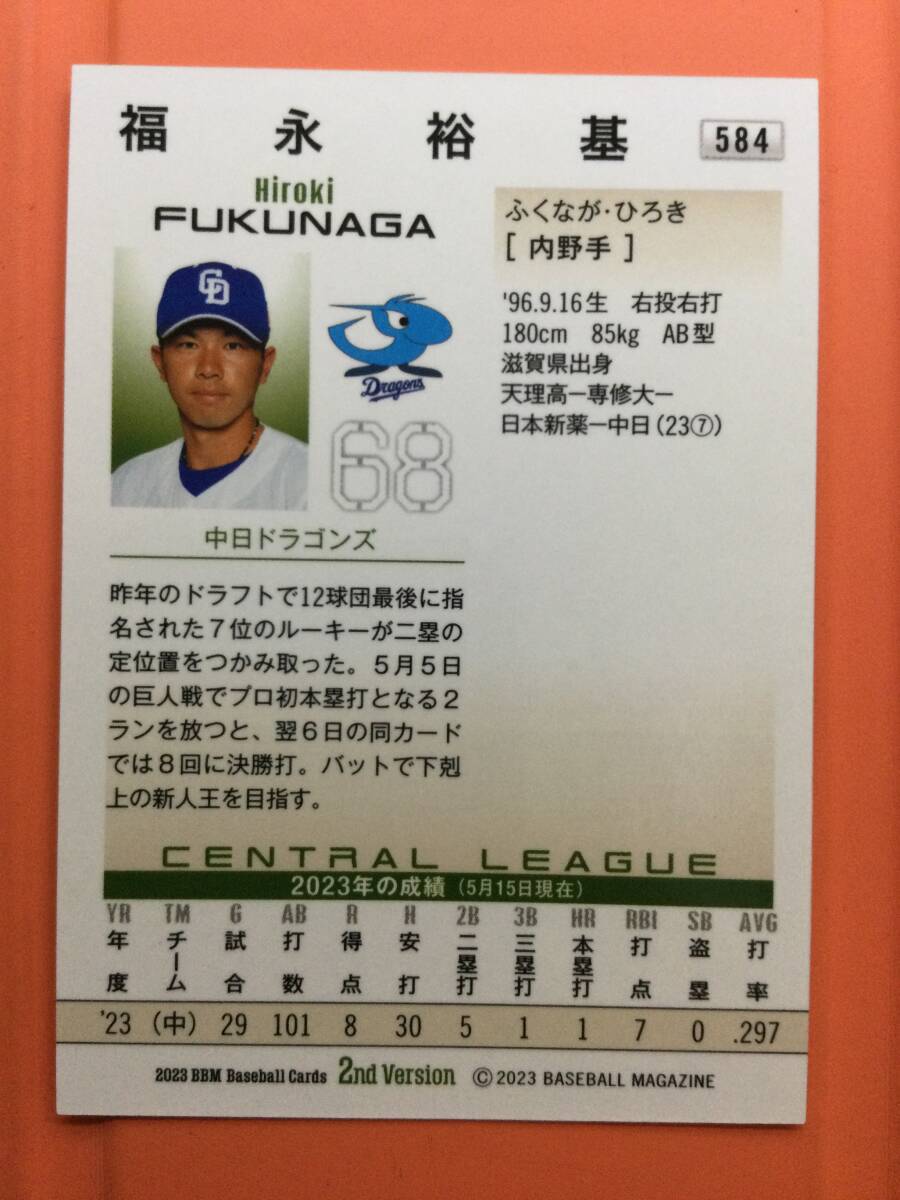 福永裕基
584
Hiroki
FUKUNAGA
ふくなが・ひろき
[ 内野手 ]
'96.9.16生 右投右打
180cm 85kg AB型
滋賀県出身
天理高ー専修大ー
日本新薬ー中日(23⑦)
CD
Dragons
68
中日ドラゴンズ
昨年のドラフトで12球団最後に指
名された7位のルーキーが二塁の
定位置をつかみ取った。5月5日
の巨人戦でプロ初本塁打となる2
ランを放つと、翌6日の同カード
では8回に決勝打。バットで下剋
上の新人王を目指す。
CENTRAL LEAGUE
2023年の成績(5月15日現在)
YR TM G AB R H 2B 3B HR RBI SB AVG
年度 チーム 試合 打数 得点 安打 二塁打 三塁打 本塁打 打点 盗塁 打率
'23 (中) 29 101 8 30 5 1 1 7 0 .297
2023 BBM Baseball Cards 2nd Version ©2023 BASEBALL MAGAZINE